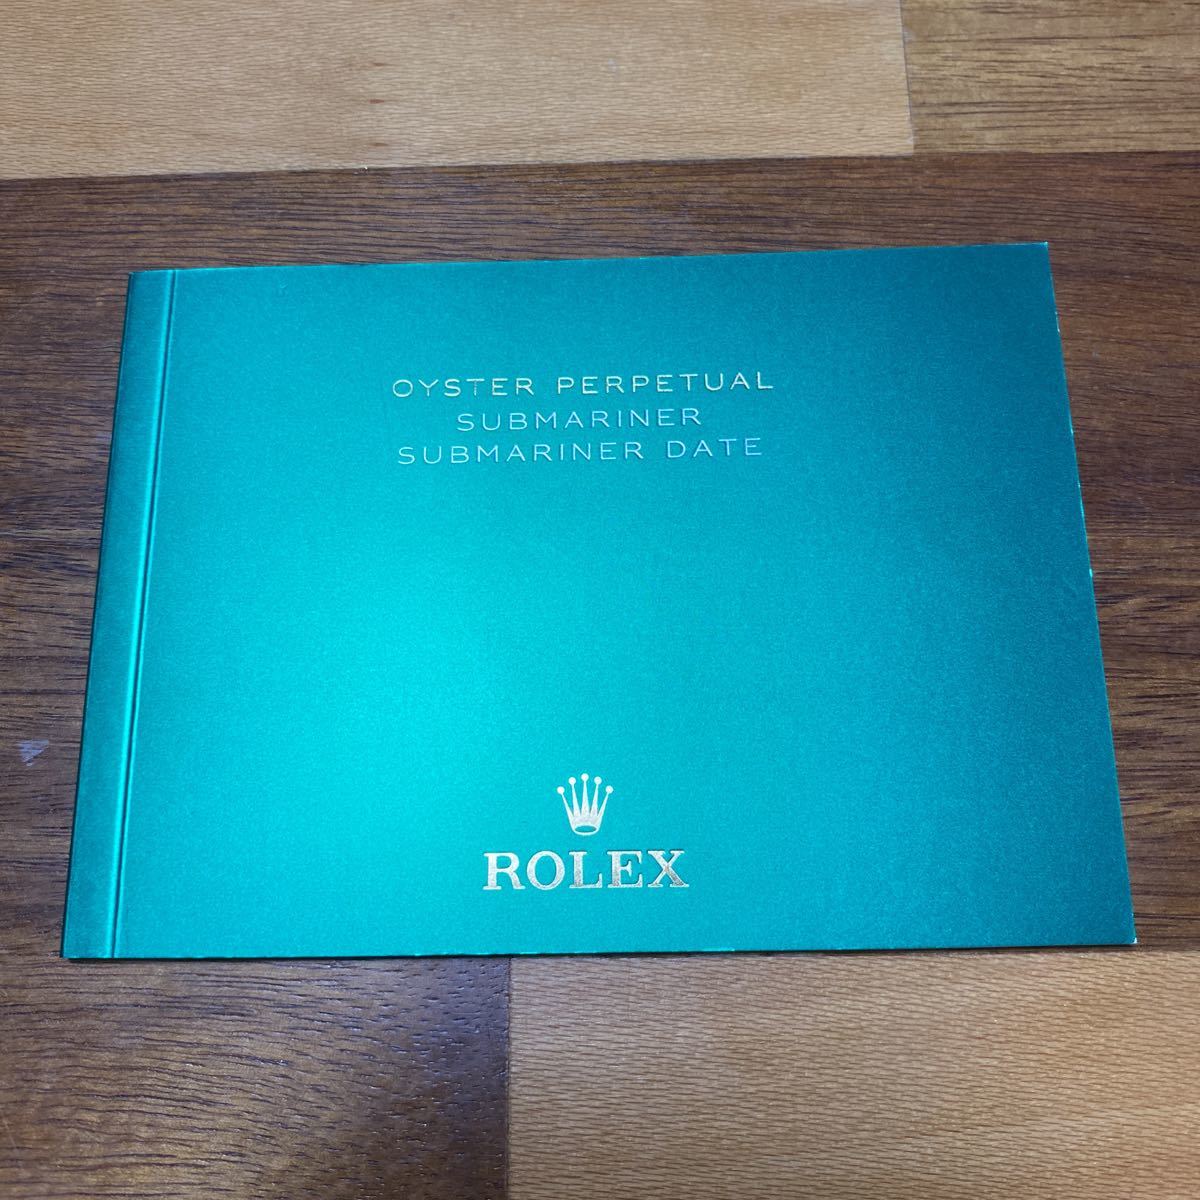 OYSTER PERPETUAL
SUBMARINER
SUBMARINER DATE
ROLEX